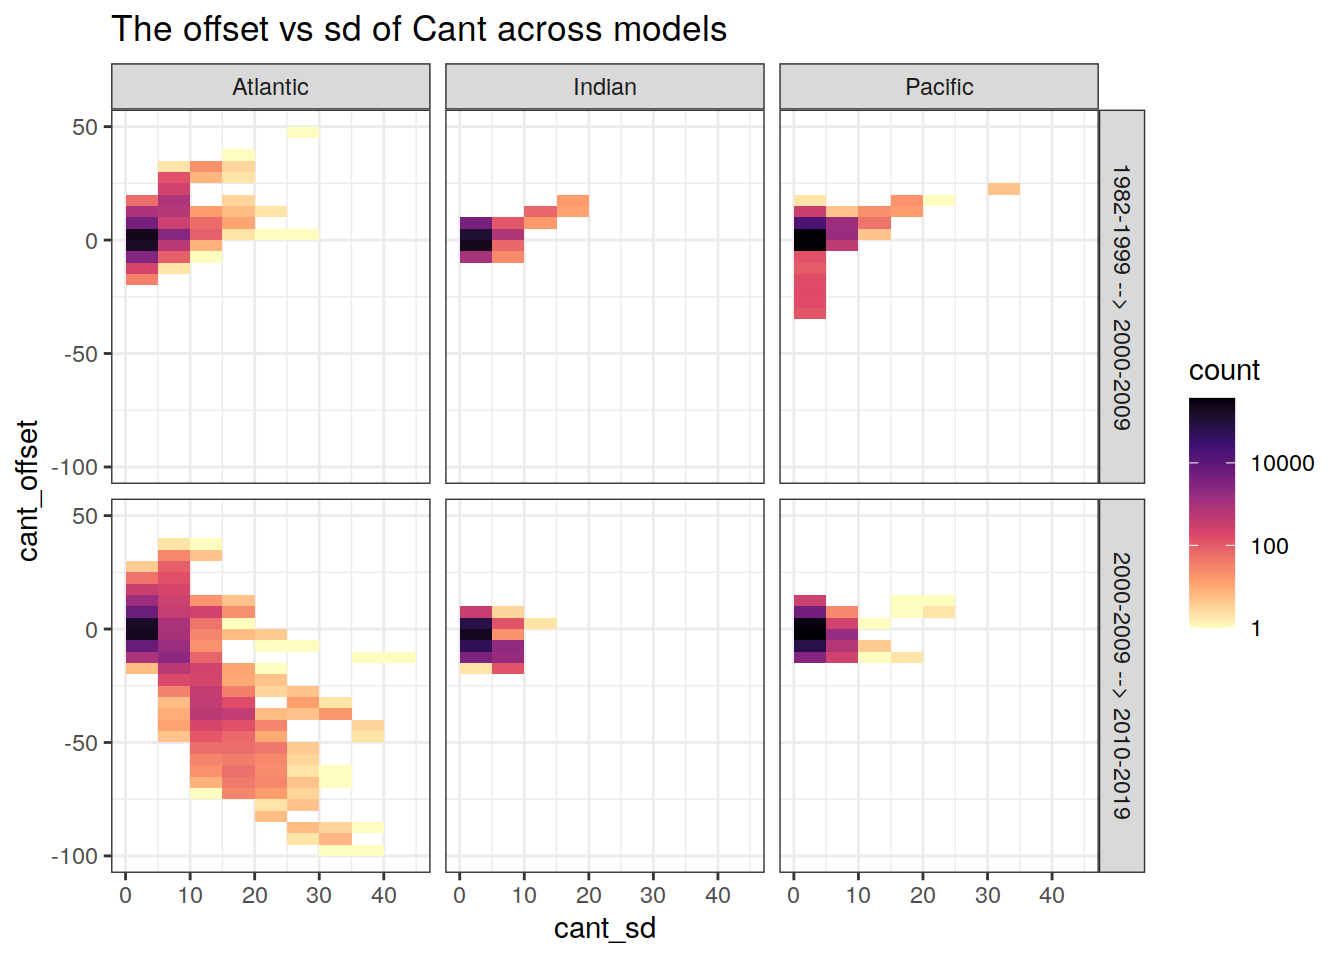 The offset vs sd of Cant across models
Atlantic
Indian
Pacific
50
0
-50
-100
1982-1999 --> 2000-2009
cant_offset
50
0
-50
-100
2000-2009 --> 2010-2019
0 10 20 30 40
0 10 20 30 40
0 10 20 30 40
cant_sd
count
10000
100
1